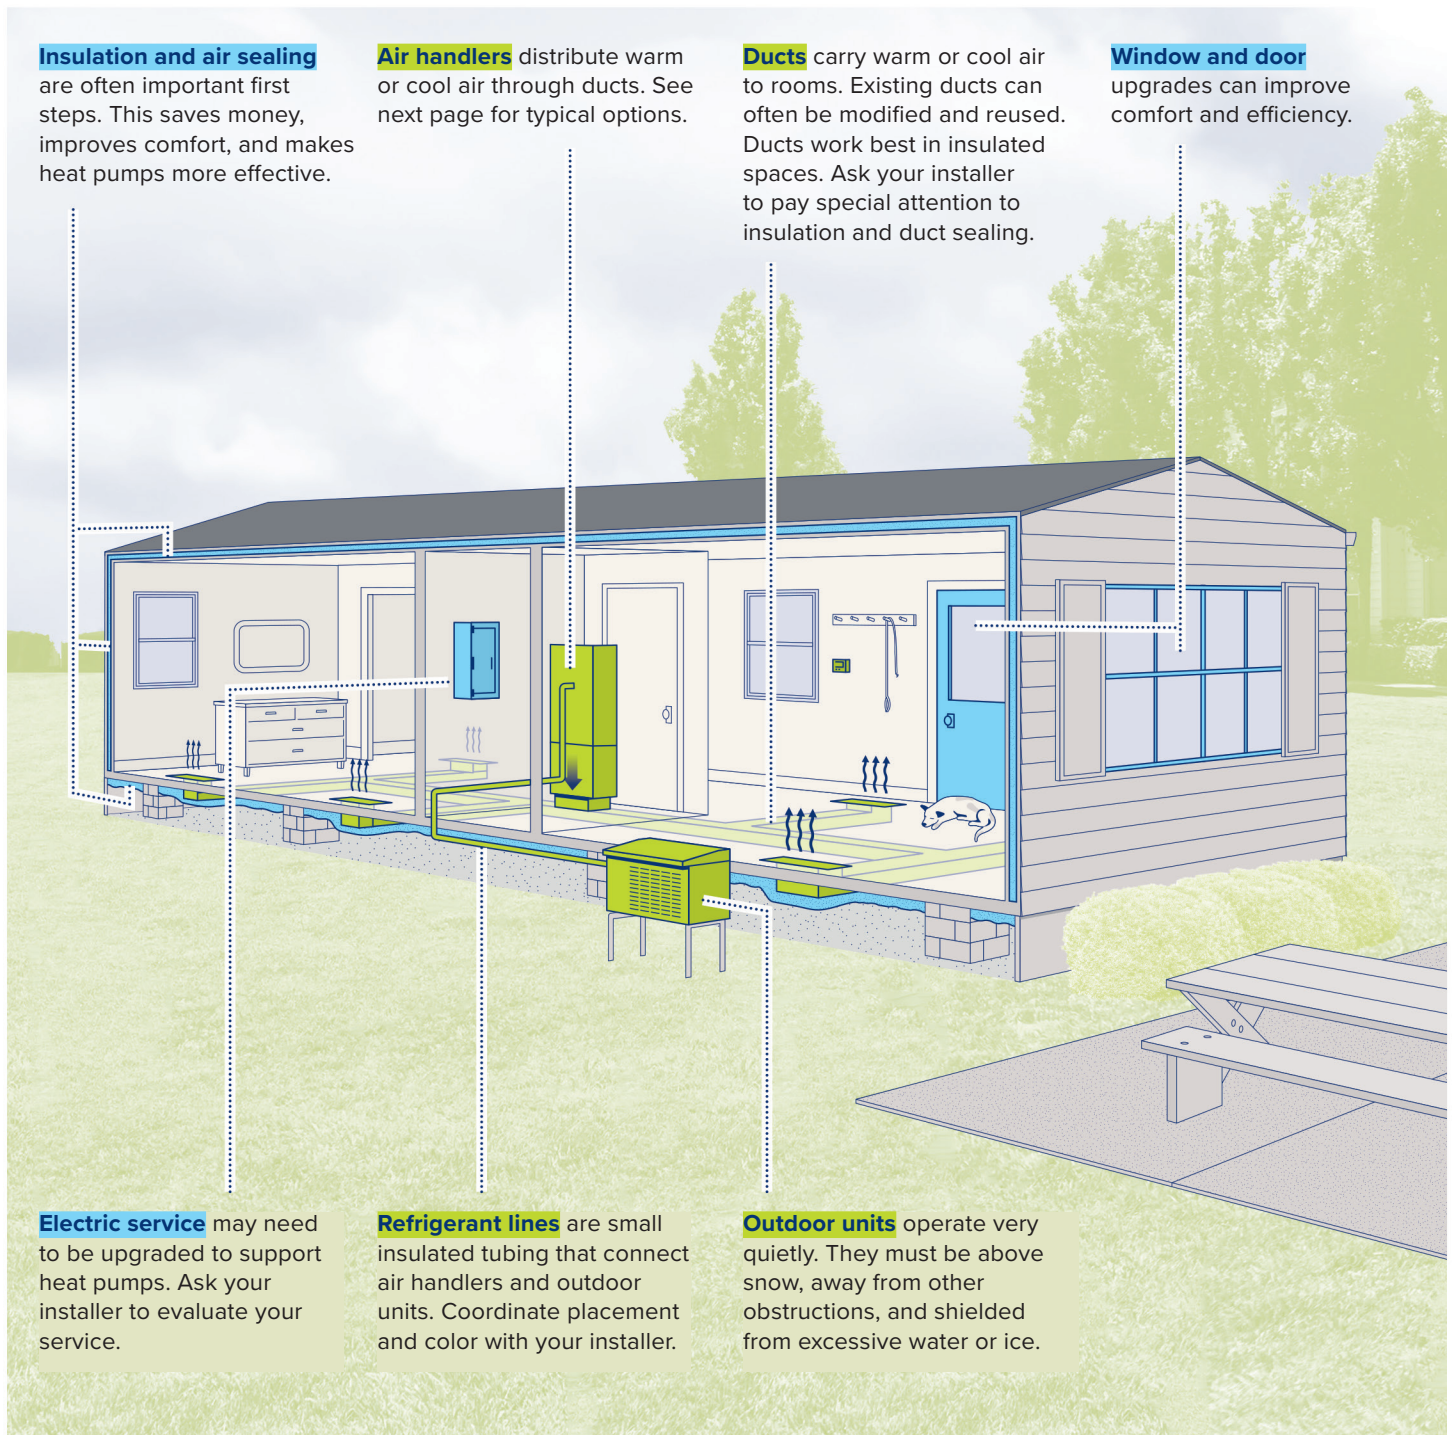 Insulation and air sealing
are often important first
steps. This saves money,
improves comfort, and makes
heat pumps more effective.
Air handlers distribute warm
or cool air through ducts. See
next page for typical options.
Ducts carry warm or cool air
to rooms. Existing ducts can
often be modified and reused.
Ducts work best in insulated
spaces. Ask your installer
to pay special attention to
insulation and duct sealing.
Window and door
upgrades can improve
comfort and efficiency.
Electric service may need
to be upgraded to support
heat pumps. Ask your
installer to evaluate your
service.
Refrigerant lines are small
insulated tubing that connect
air handlers and outdoor
units. Coordinate placement
and color with your installer.
Outdoor units operate very
quietly. They must be above
snow, away from other
obstructions, and shielded
from excessive water or ice.